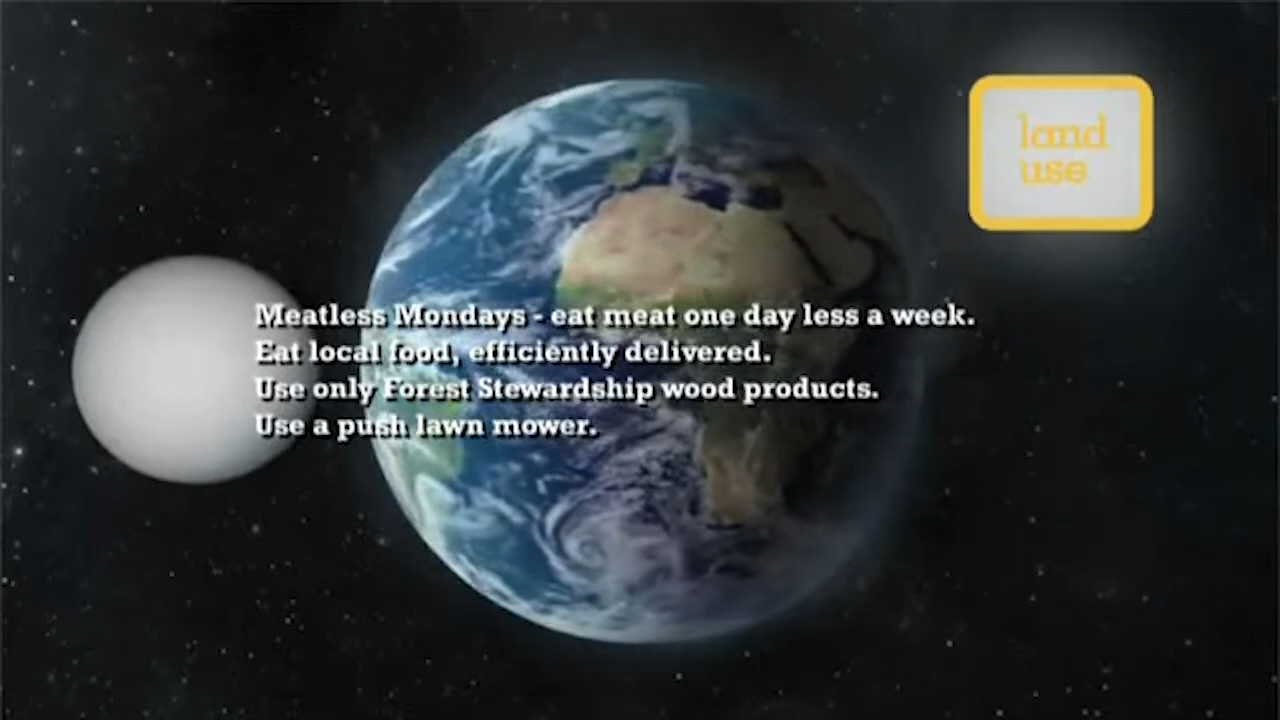 land
use
Meatless Mondays - eat meat one day less a week.
Eat local food, efficiently delivered.
Use only Forest Stewardship wood products.
Use a push lawn mower.